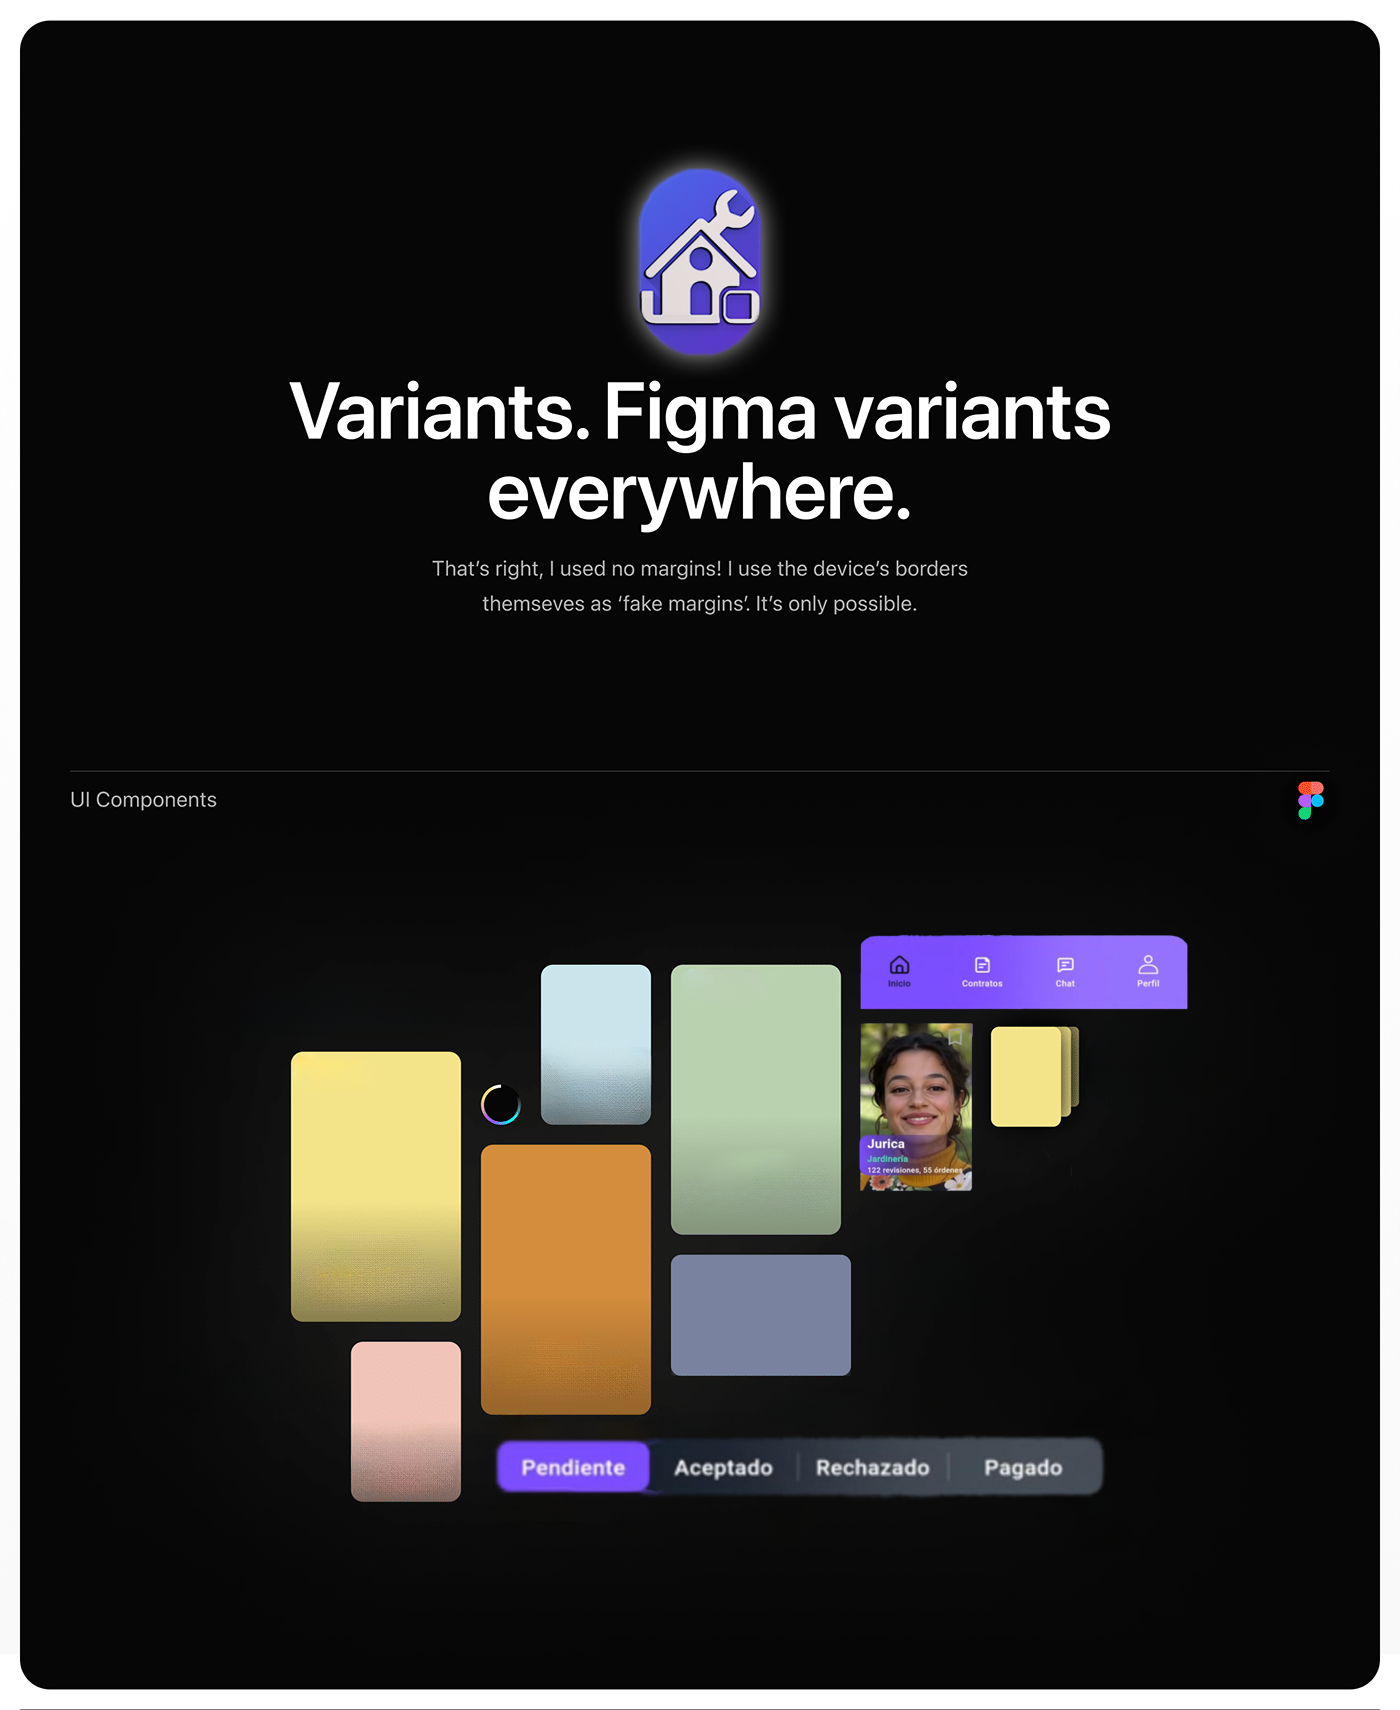 Variants. Figma variants
everywhere.
That’s right, I used no margins! I use the device’s borders
themseves as ‘fake margins’. It’s only possible.
UI Components
Inicio
Contratos
Chat
Perfil
Jurica
Jardinería
122 revisiones, 55 órdenes
Pendiente
Aceptado
Rechazado
Pagado